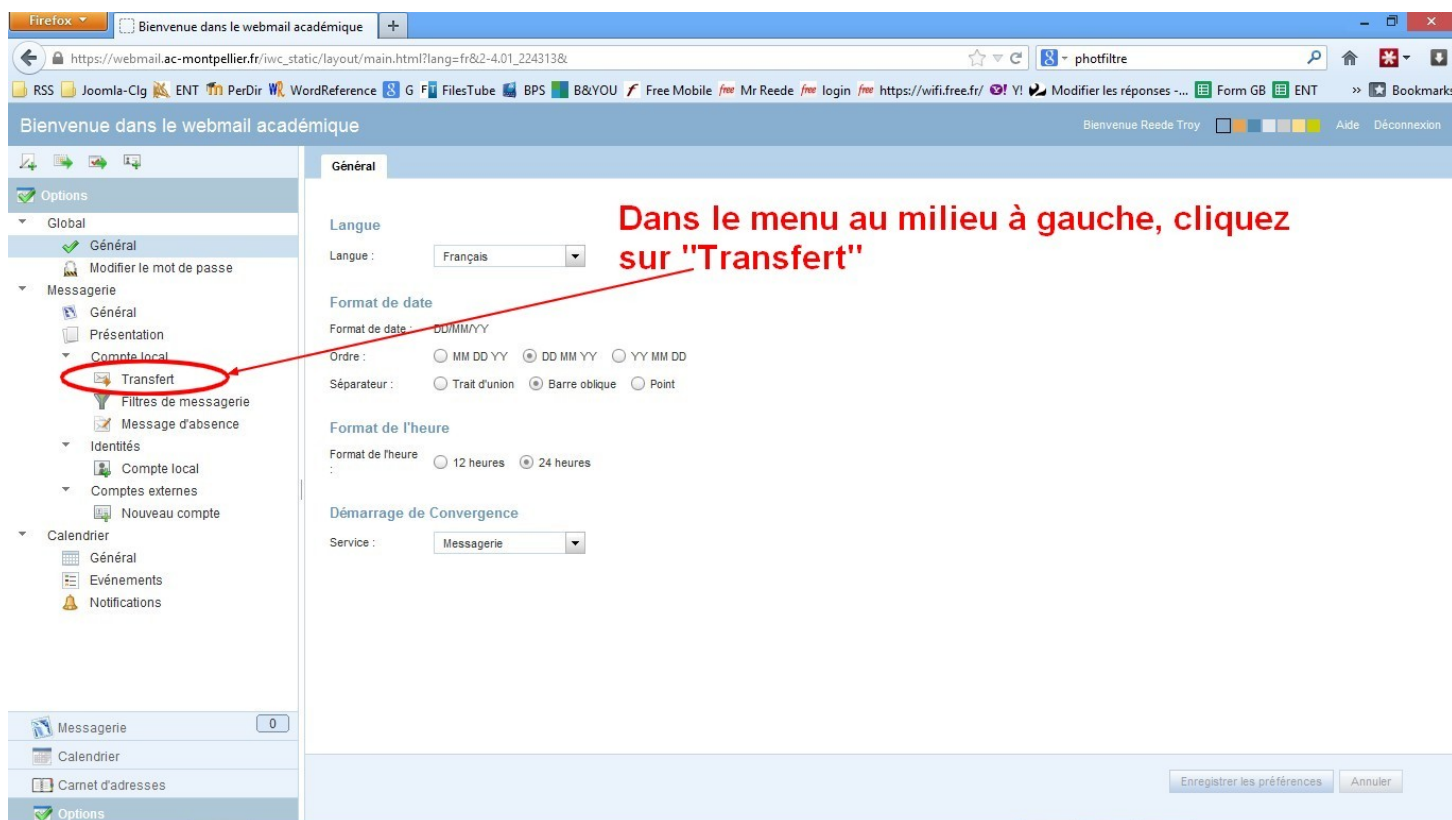 Firefox
Bienvenue dans le webmail académique
https://webmail.ac-montpellier.fr/iwc_static/layout/main.html?lang=fr&2-4.01_224313&
photfiltre
RSS Joomla-Clg ENT PerDir WordReference G FilesTube BPS B&YOU Free Mobile Mr Reede login https://wifi.free.fr/ Y! Modifier les réponses -... Form GB ENT » Bookmarks
Bienvenue dans le webmail académique
Bienvenue Reede Troy Aide Déconnexion
Général
Options
Global
Général
Modifier le mot de passe
Messagerie
Général
Présentation
Compte local
Transfert
Filtres de messagerie
Message d'absence
Identités
Compte local
Comptes externes
Nouveau compte
Calendrier
Général
Evénements
Notifications
Messagerie 0
Calendrier
Carnet d'adresses
Options
Dans le menu au milieu à gauche, cliquez
sur "Transfert"
Langue
Langue : Français
Format de date
Format de date : DD/MM/YY
Ordre : MM DD YY DD MM YY YY MM DD
Séparateur : Trait d'union Barre oblique Point
Format de l'heure
Format de l'heure
: 12 heures 24 heures
Démarrage de Convergence
Service : Messagerie
Enregistrer les préférences Annuler